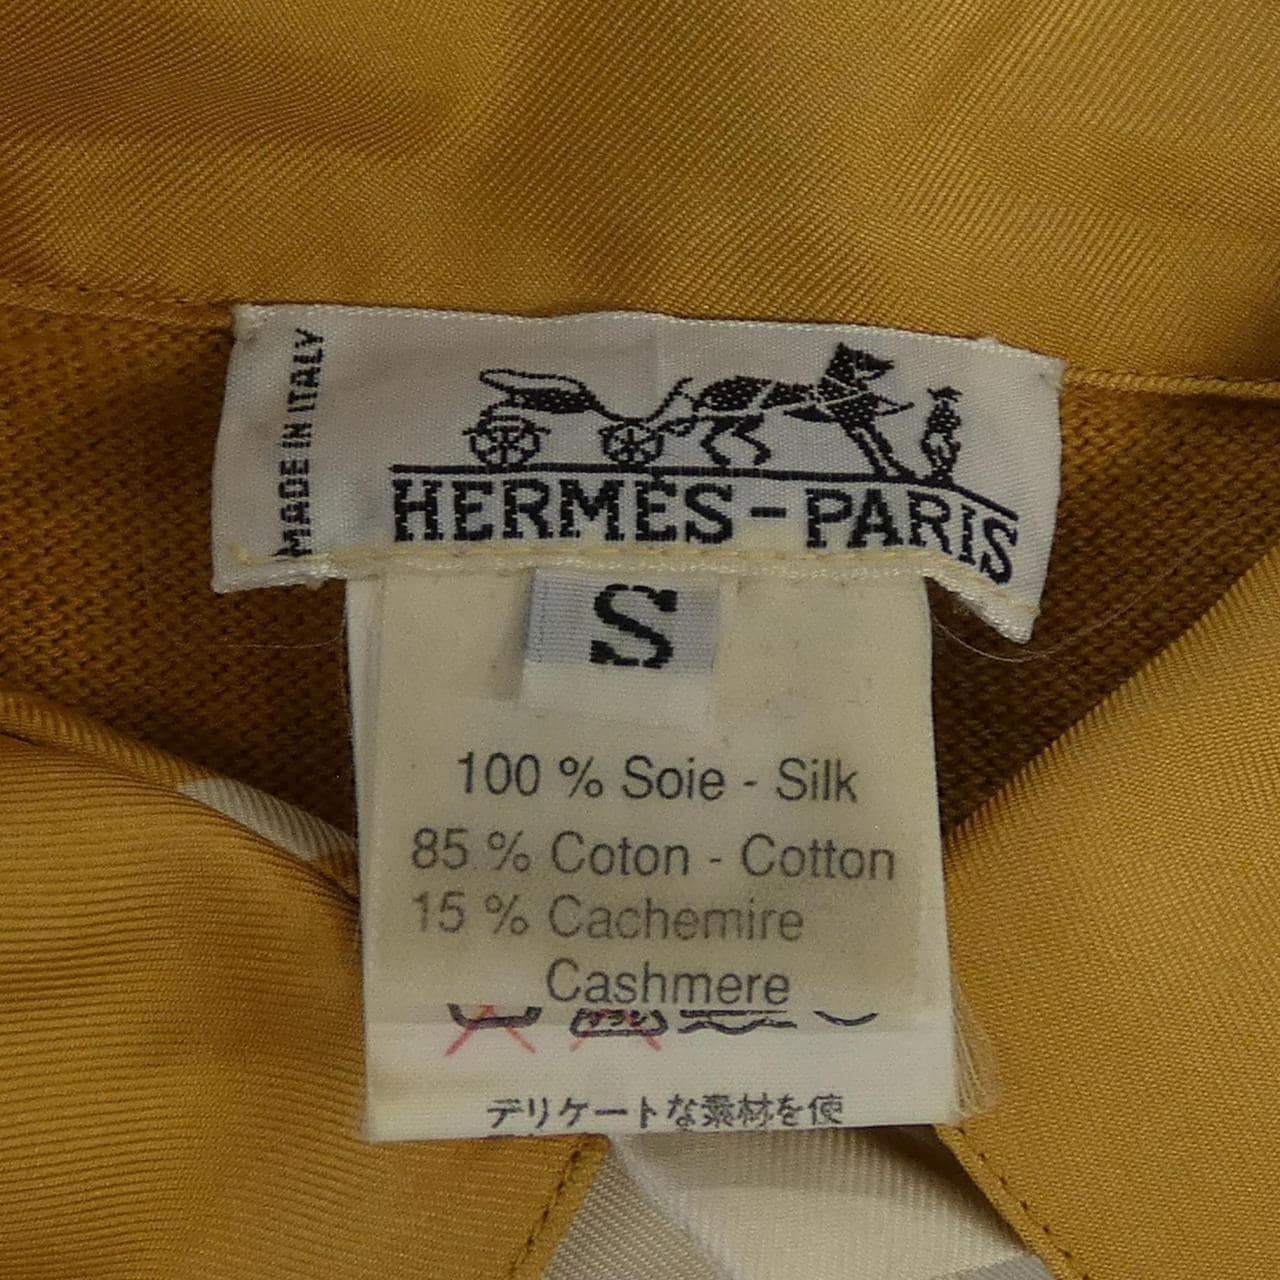 MADE IN ITALY
HERMÈS-PARIS
S
100 % Soie - Silk
85 % Coton - Cotton
15 % Cachemire
Cashmere
デリケートな素材を使